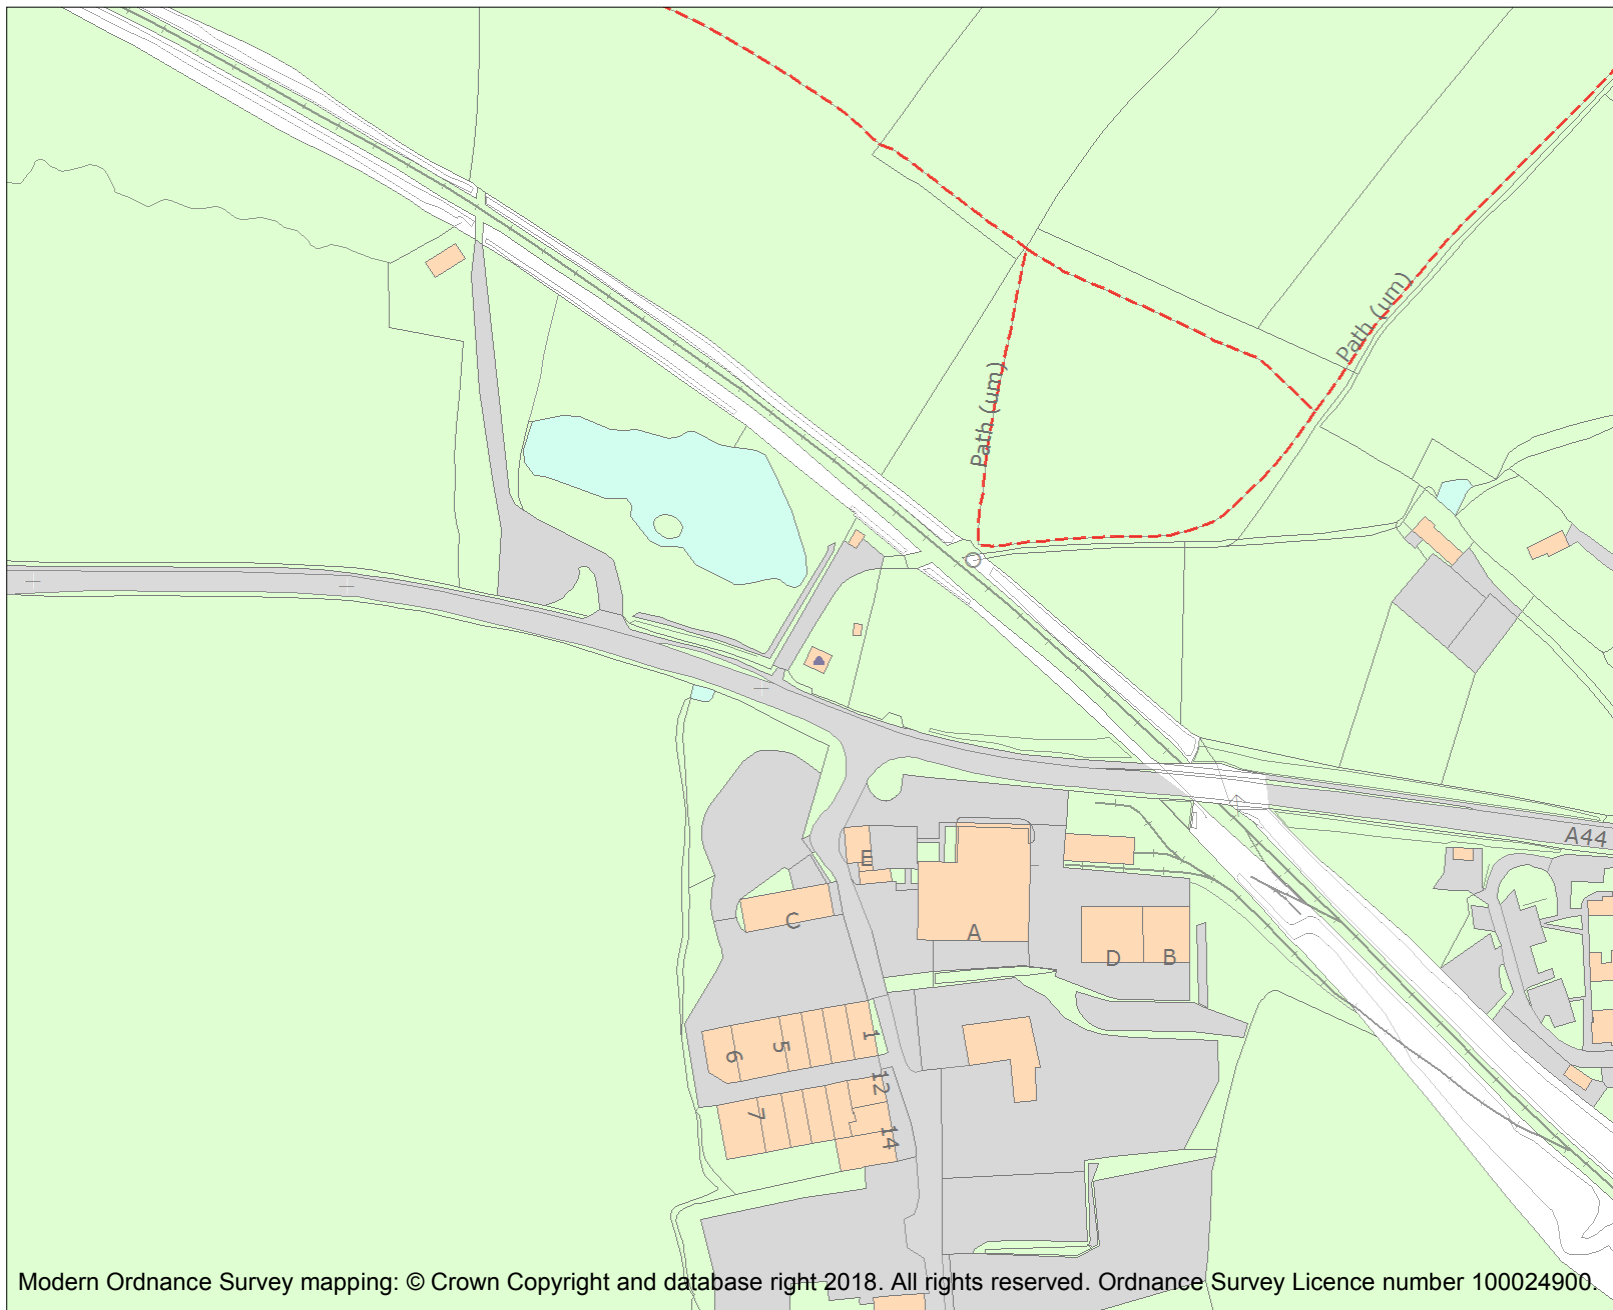 Path (um)
Path (um)
A44
E
C
A
D
B
1
5
6
12
7
14
Modern Ordnance Survey mapping: © Crown Copyright and database right 2018. All rights reserved. Ordnance Survey Licence number 100024900.